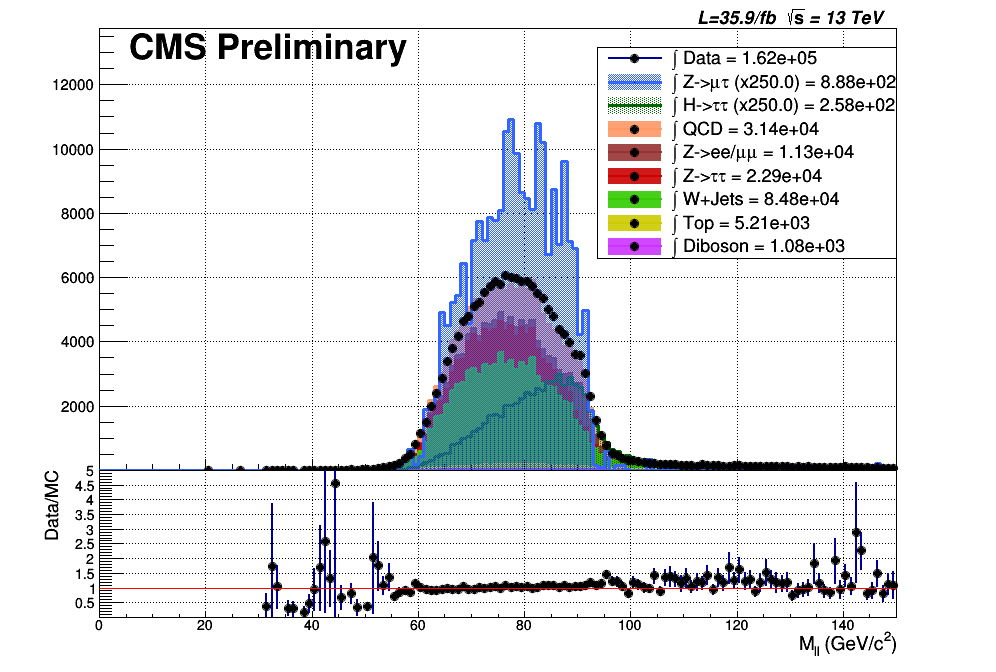 L=35.9/fb √s = 13 TeV
CMS Preliminary
∫ Data = 1.62e+05
∫ Z->μτ (x250.0) = 8.88e+02
∫ H->ττ (x250.0) = 2.58e+02
∫ QCD = 3.14e+04
∫ Z->ee/μμ = 1.13e+04
∫ Z->ττ = 2.29e+04
∫ W+Jets = 8.48e+04
∫ Top = 5.21e+03
∫ Diboson = 1.08e+03
12000
10000
8000
6000
4000
2000
Data/MC
5
4.5
4
3.5
3
2.5
2
1.5
1
0.5
0 20 40 60 80 100 120 140
M_ll (GeV/c²)